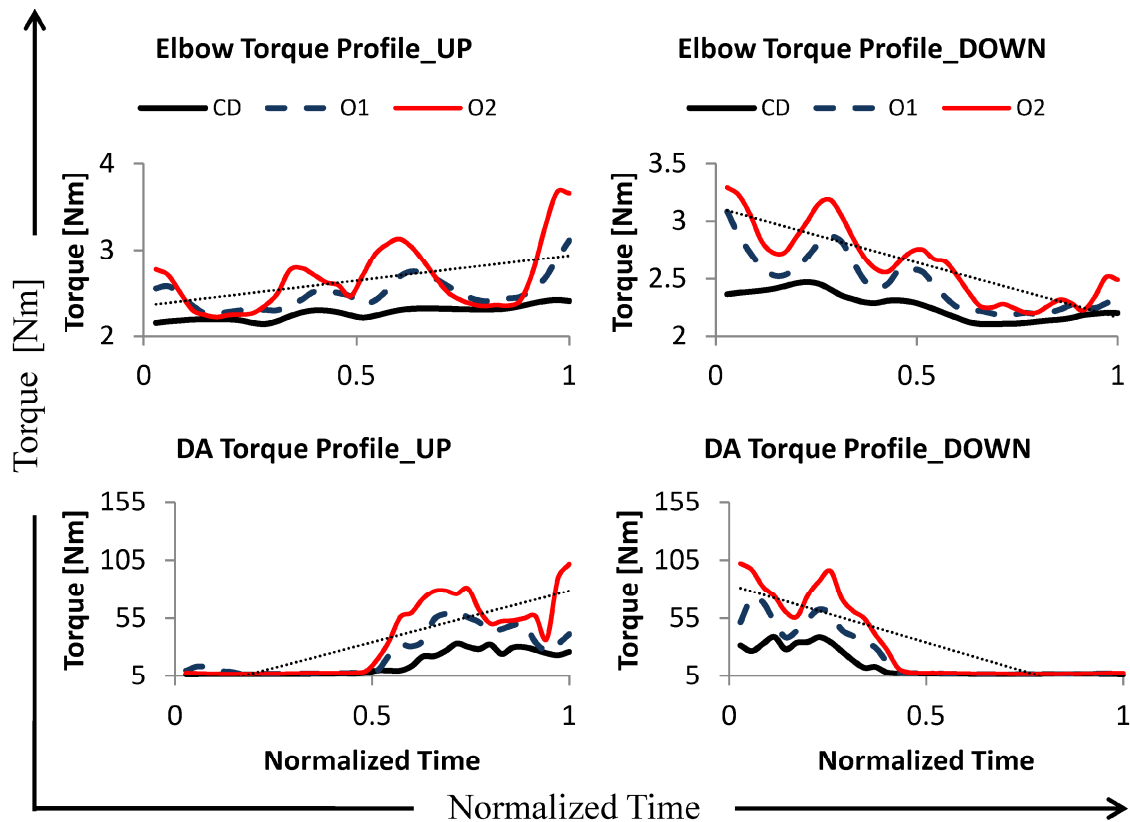 Elbow Torque Profile_UP
CD O1 O2
Torque [Nm]
4
3
2
0 0.5 1
Elbow Torque Profile_DOWN
CD O1 O2
Torque [Nm]
3.5
3
2.5
2
0 0.5 1
DA Torque Profile_UP
Torque [Nm]
155
105
55
5
0 0.5 1
Normalized Time
DA Torque Profile_DOWN
Torque [Nm]
155
105
55
5
0 0.5 1
Normalized Time
Torque [Nm]
Normalized Time